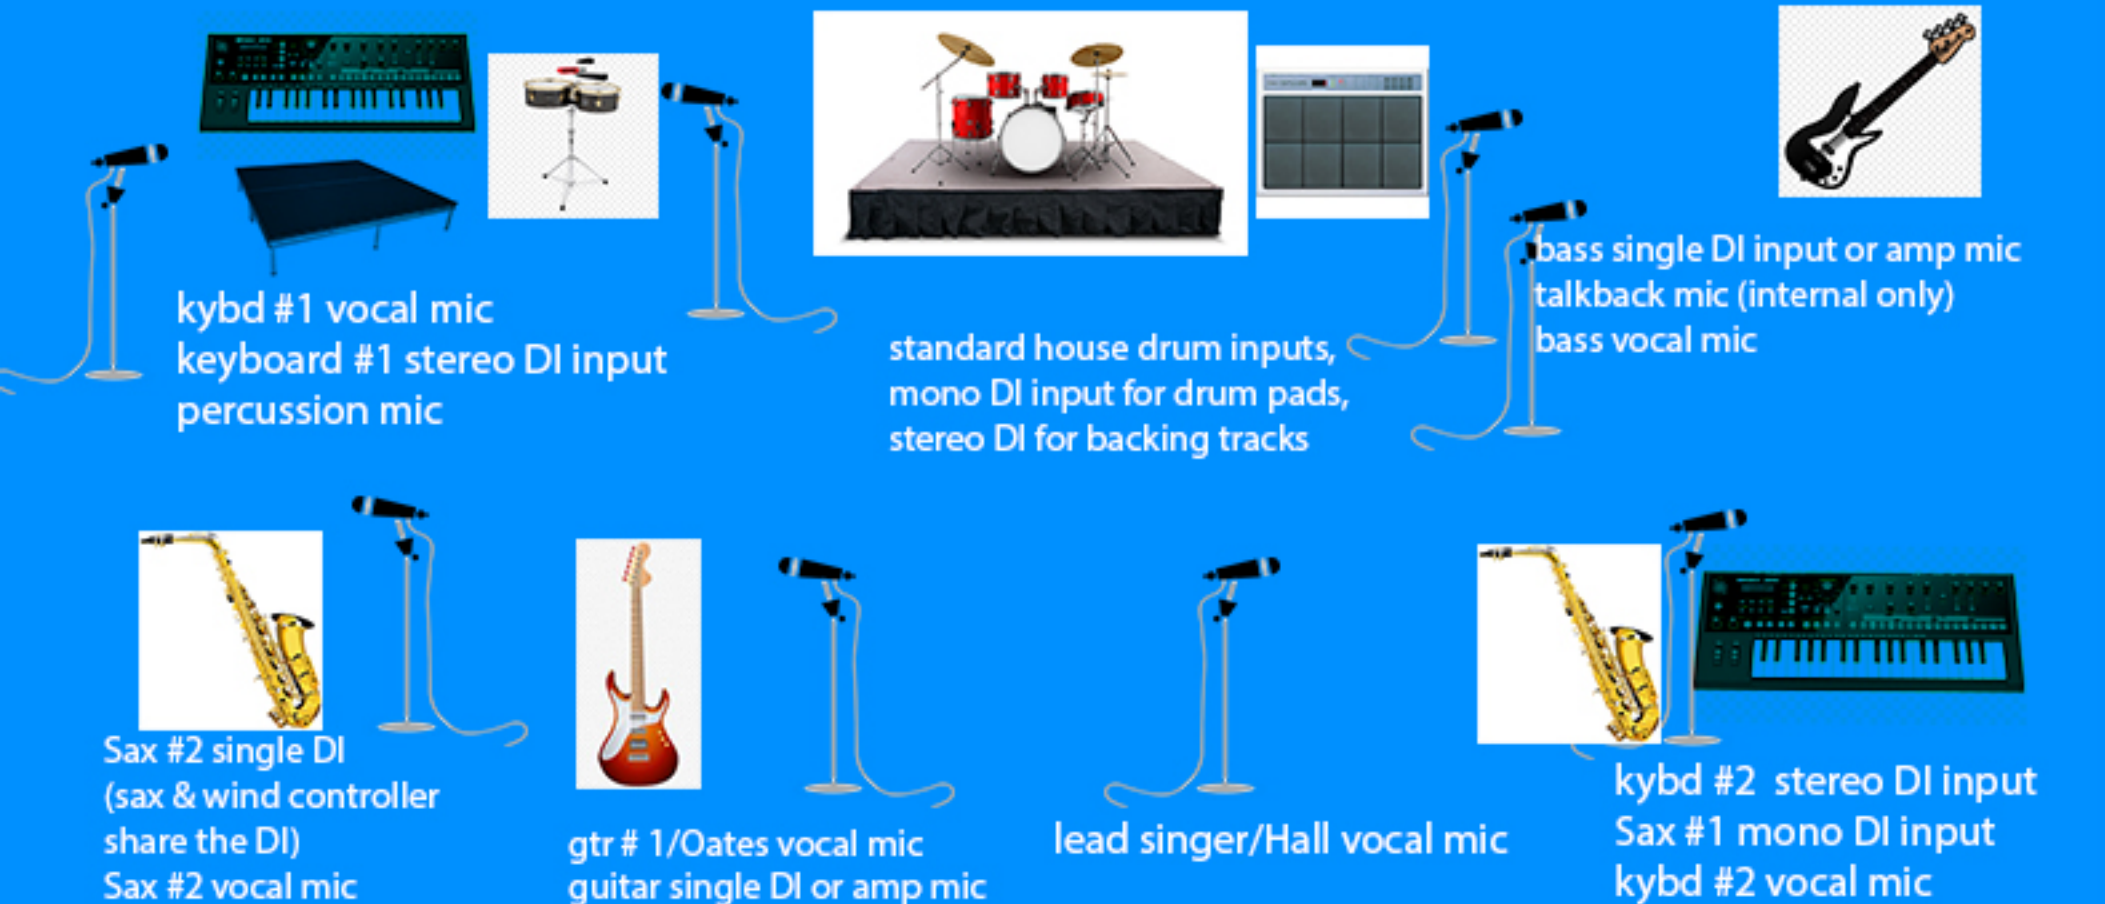 kybd #1 vocal mic
keyboard #1 stereo DI input
percussion mic
standard house drum inputs,
mono DI input for drum pads,
stereo DI for backing tracks
bass single DI input or amp mic
talkback mic (internal only)
bass vocal mic
Sax #2 single DI
(sax & wind controller
share the DI)
Sax #2 vocal mic
gtr # 1/Oates vocal mic
guitar single DI or amp mic
lead singer/Hall vocal mic
kybd #2  stereo DI input
Sax #1 mono DI input
kybd #2 vocal mic